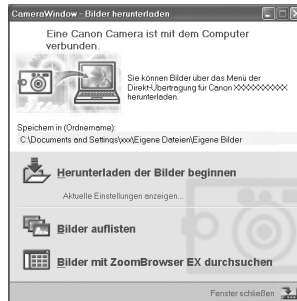 CameraWindow - Bilder herunterladen
Eine Canon Camera ist mit dem Computer
verbunden.
Sie können Bilder über das Menü der
Direkt-Übertragung für Canon XXXXXXXXXX
herunterladen.
Speichern in (Ordnername):
C:\Documents and Settings\xxx\Eigene Dateien\Eigene Bilder
Herunterladen der Bilder beginnen
Aktuelle Einstellungen anzeigen...
Bilder auflisten
Bilder mit ZoomBrowser EX durchsuchen
Fenster schließen